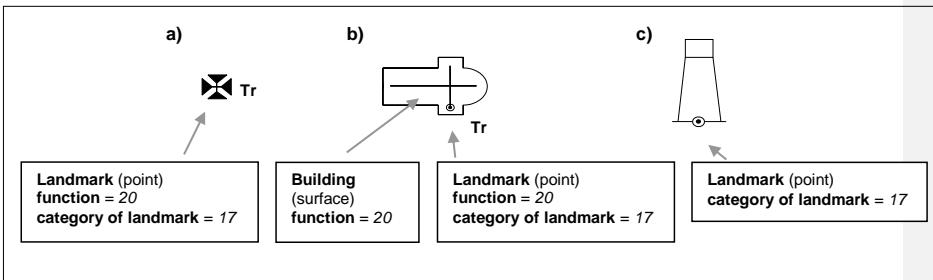 a)
b)
c)
Tr
Tr
Landmark (point)
function = 20
category of landmark = 17
Building
(surface)
function = 20
Landmark (point)
function = 20
category of landmark = 17
Landmark (point)
category of landmark = 17